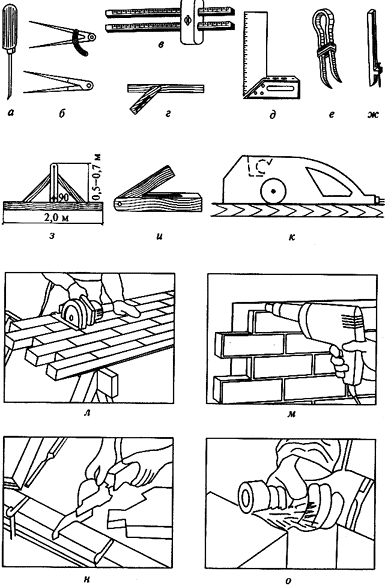 а б в г д е ж
90°
0,5–0,7 м
2,0 м
з и к
л м
н о